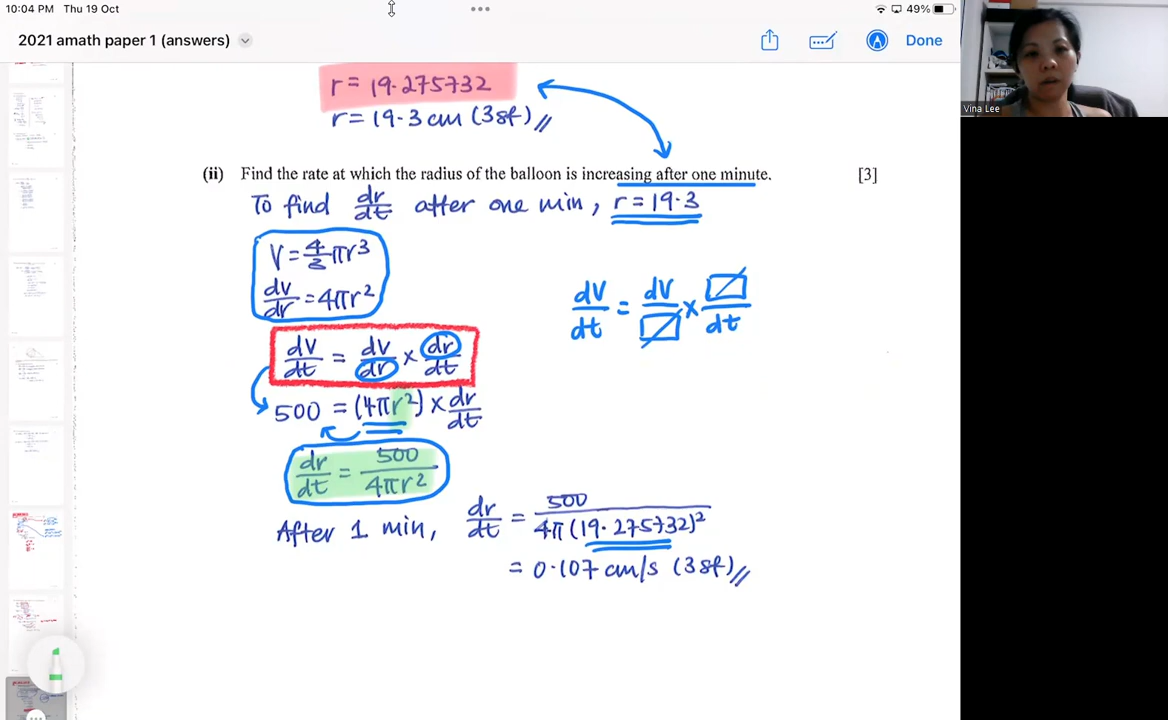 10:04 PM Thu 19 Oct
49%
2021 amath paper 1 (answers)
Done
Vina Lee
r = 19.275732
r = 19.3 cm (3sf)
(ii) Find the rate at which the radius of the balloon is increasing after one minute. [3]
To find dr/dt after one min, r = 19.3
V = 4/3 πr³
dv/dr = 4πr²
dV/dt = dV/□ × □/dt
dv/dt = dv/dr × dr/dt
500 = (4πr²) × dr/dt
dr/dt = 500/4πr²
After 1 min, dr/dt = 500/4π(19.275732)²
= 0.107 cm/s (3sf)